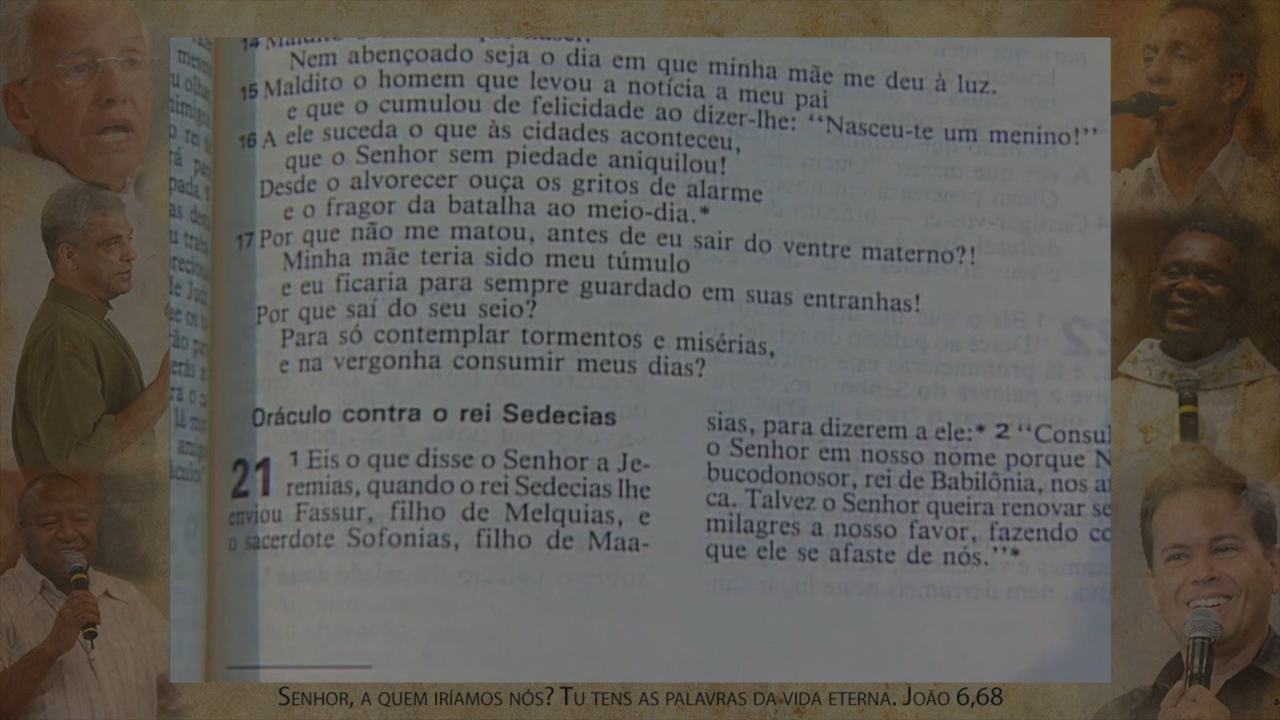 14 Maldito
Nem abençoado seja o dia em que minha mãe me deu à luz.
15 Maldito o homem que levou a notícia a meu pai
e que o cumulou de felicidade ao dizer-lhe: “Nasceu-te um menino!”
16 A ele suceda o que às cidades aconteceu,
que o Senhor sem piedade aniquilou!
Desde o alvorecer ouça os gritos de alarme
e o fragor da batalha ao meio-dia.*
17 Por que não me matou, antes de eu sair do ventre materno?!
Minha mãe teria sido meu túmulo
e eu ficaria para sempre guardado em suas entranhas!
Por que saí do seu seio?
Para só contemplar tormentos e misérias,
e na vergonha consumir meus dias?
Oráculo contra o rei Sedecias
21 1 Eis o que disse o Senhor a Je-
remias, quando o rei Sedecias lhe
enviou Fassur, filho de Melquias, e
o sacerdote Sofonias, filho de Maa-
sias, para dizerem a ele:* 2 “Consul
o Senhor em nosso nome porque N
bucodonosor, rei de Babilônia, nos a
ca. Talvez o Senhor queira renovar se
milagres a nosso favor, fazendo co
que ele se afaste de nós.”*
Senhor, a quem iríamos nós? Tu tens as palavras da vida eterna. João 6,68